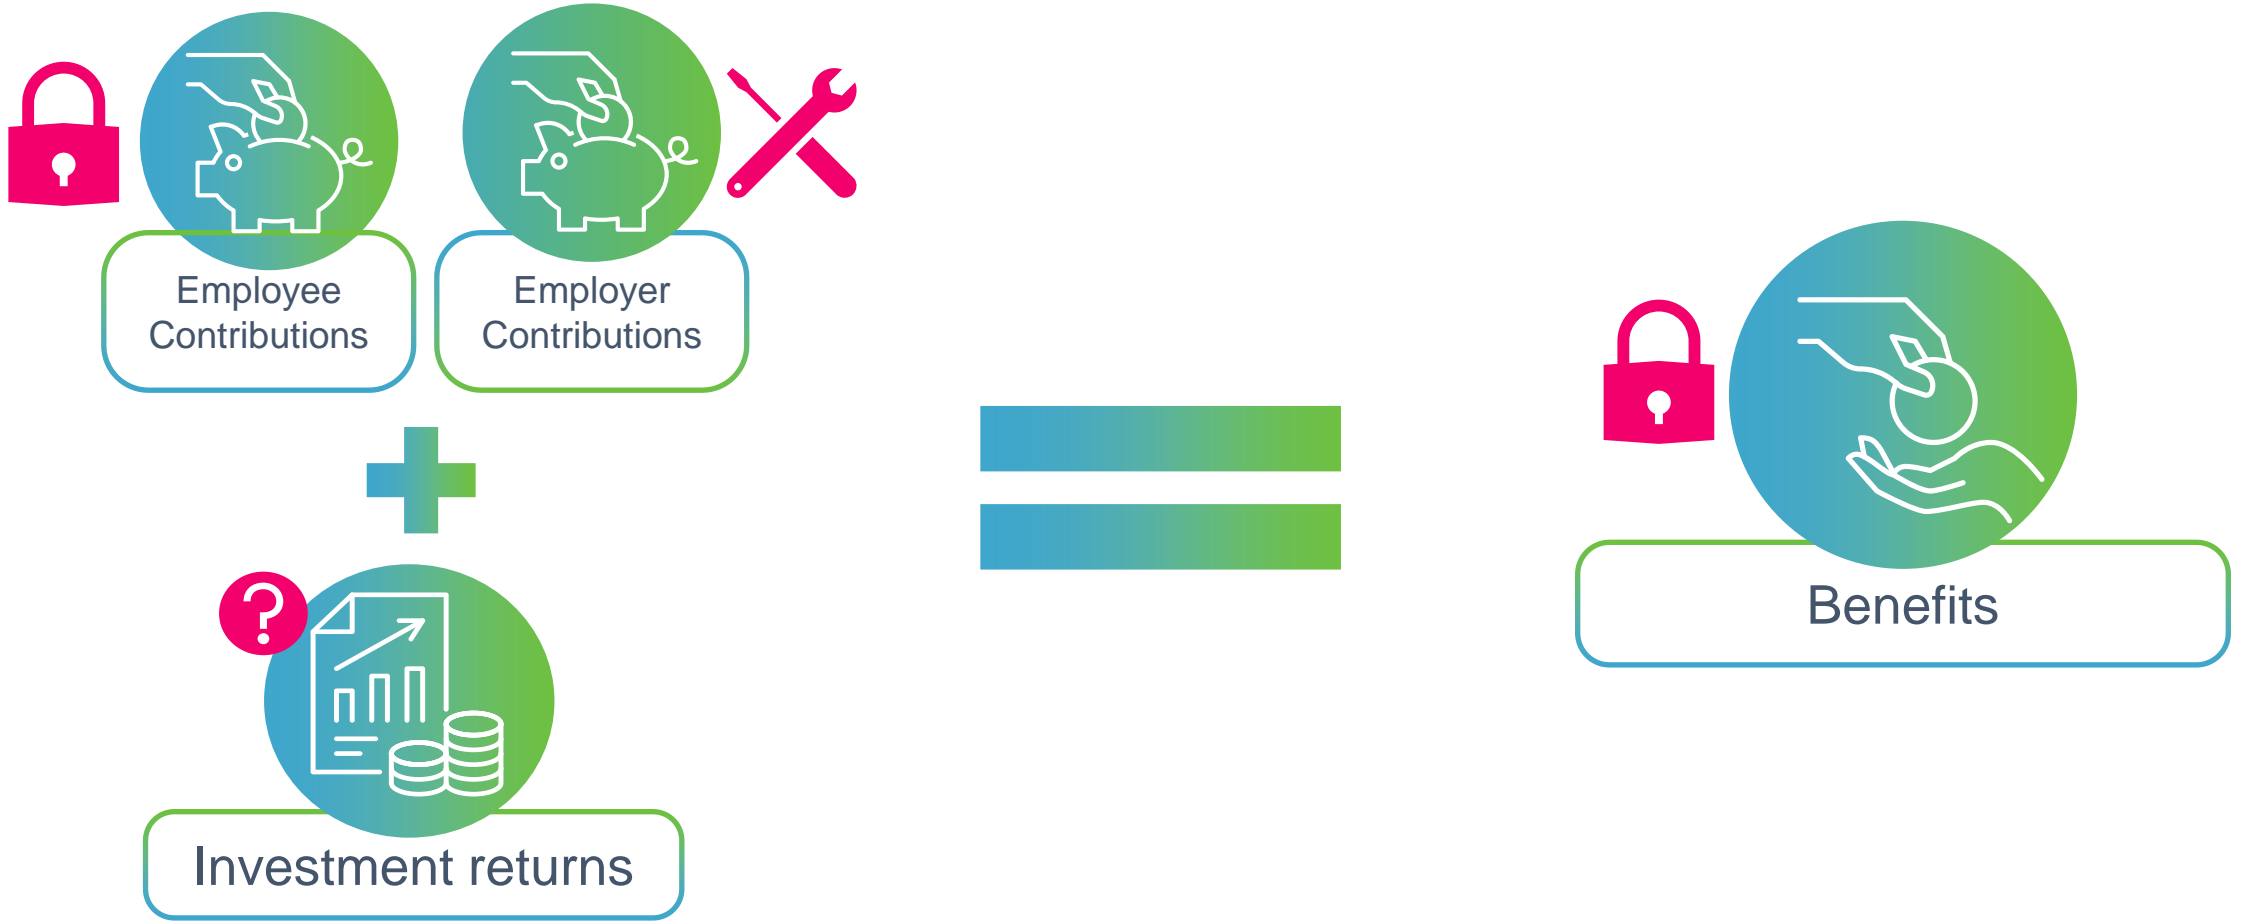 Employee
Contributions
Employer
Contributions
?
Investment returns
Benefits